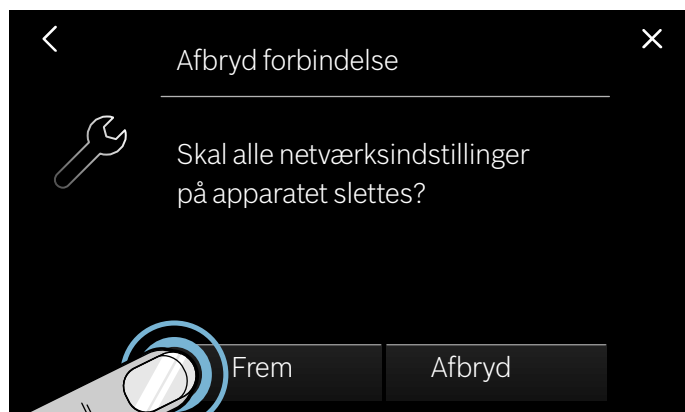 Afbryd forbindelse
Skal alle netværksindstillinger
på apparatet slettes?
Frem Afbryd